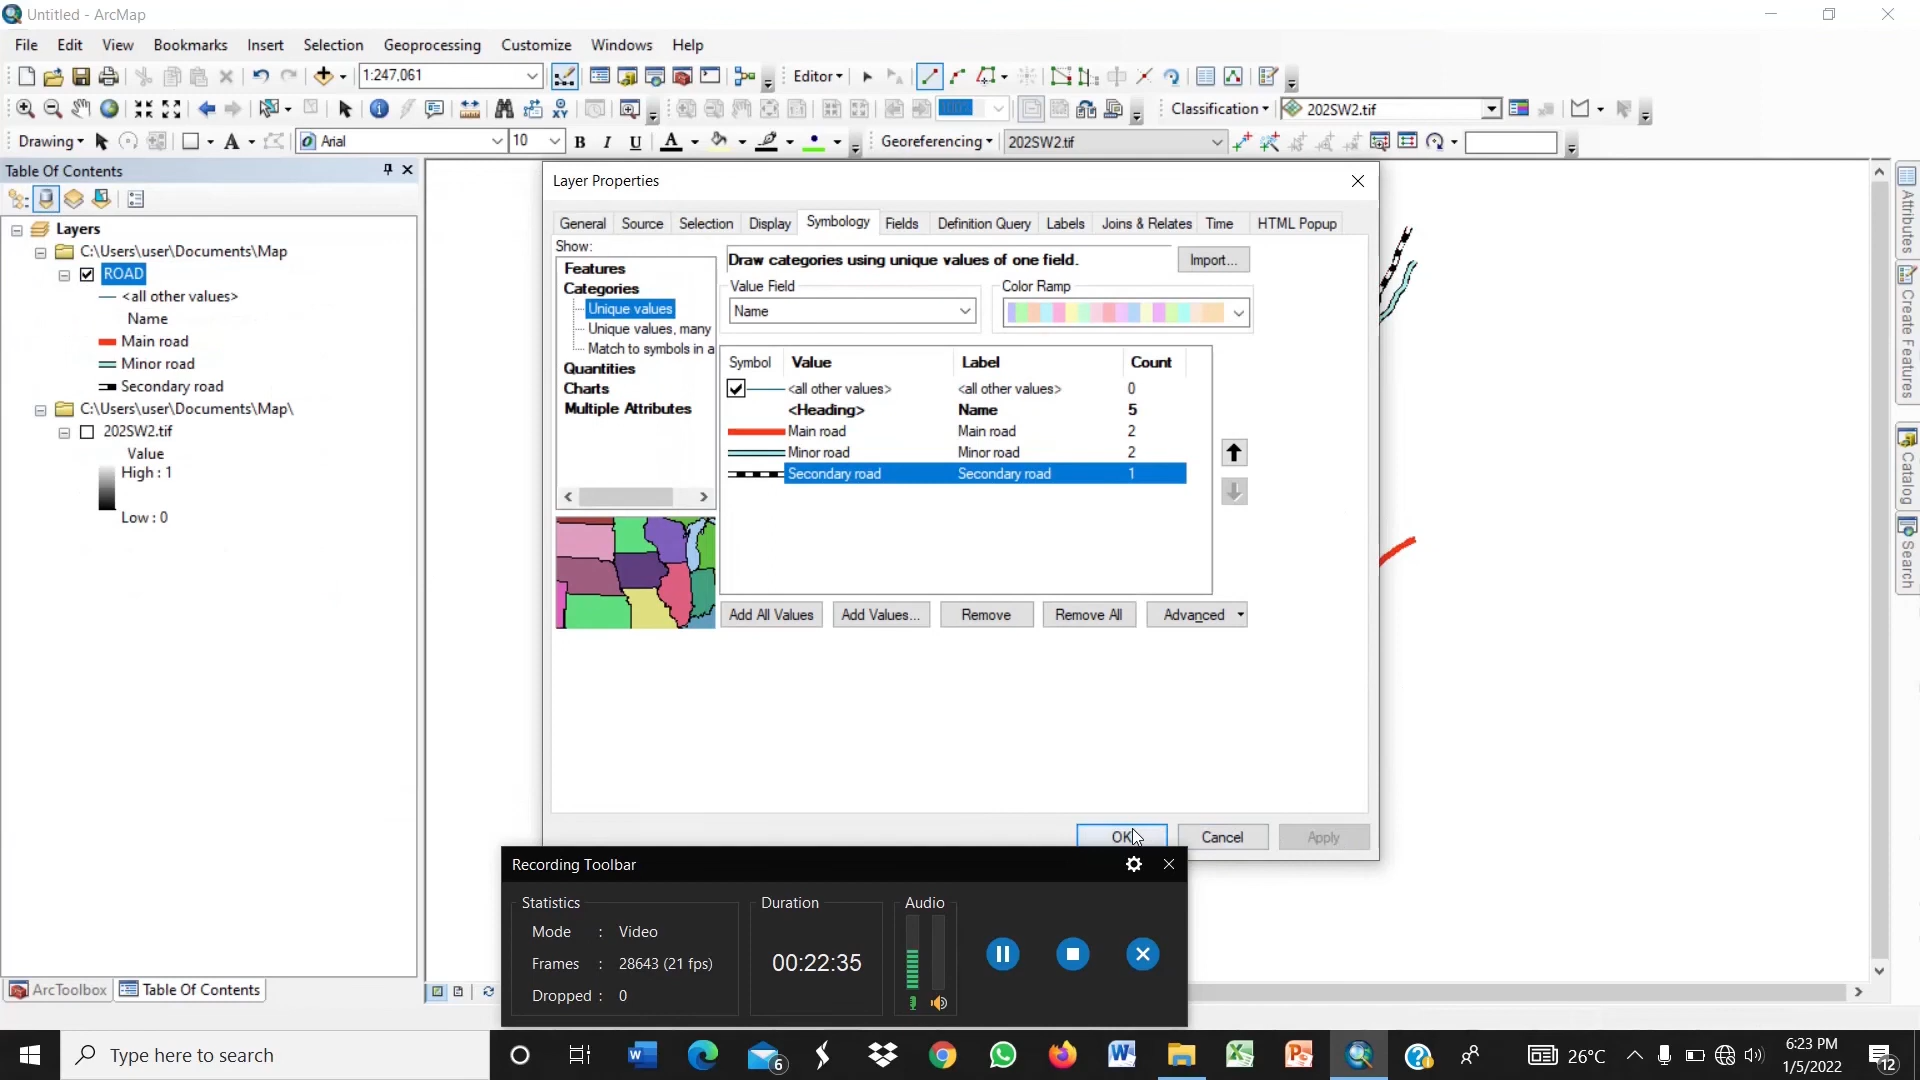 Untitled - ArcMap
File Edit View Bookmarks Insert Selection Geoprocessing Customize Windows Help
1:247,061 Editor
100% Classification 202SW2.tif
Drawing A Arial 10 B I U A Georeferencing 202SW2.tif
Table Of Contents
Layers
C:\Users\user\Documents\Map
ROAD
<all other values>
Name
Main road
Minor road
Secondary road
C:\Users\user\Documents\Map\
202SW2.tif
Value
High : 1
Low : 0
ArcToolbox Table Of Contents
Layer Properties
General Source Selection Display Symbology Fields Definition Query Labels Joins & Relates Time HTML Popup
Show:
Features
Categories
Unique values
Unique values, many
Match to symbols in a
Quantities
Charts
Multiple Attributes
Draw categories using unique values of one field. Import...
Value Field Color Ramp
Name
Symbol Value Label Count
<all other values> <all other values> 0
<Heading> Name 5
Main road Main road 2
Minor road Minor road 2
Secondary road Secondary road 1
Add All Values Add Values... Remove Remove All Advanced
OK Cancel Apply
Attributes
Create Features
Catalog
Search
Recording Toolbar
Statistics Duration Audio
Mode : Video
Frames : 28643 (21 fps)
Dropped : 0
00:22:35
Type here to search
6
26°C
6:23 PM
1/5/2022
12